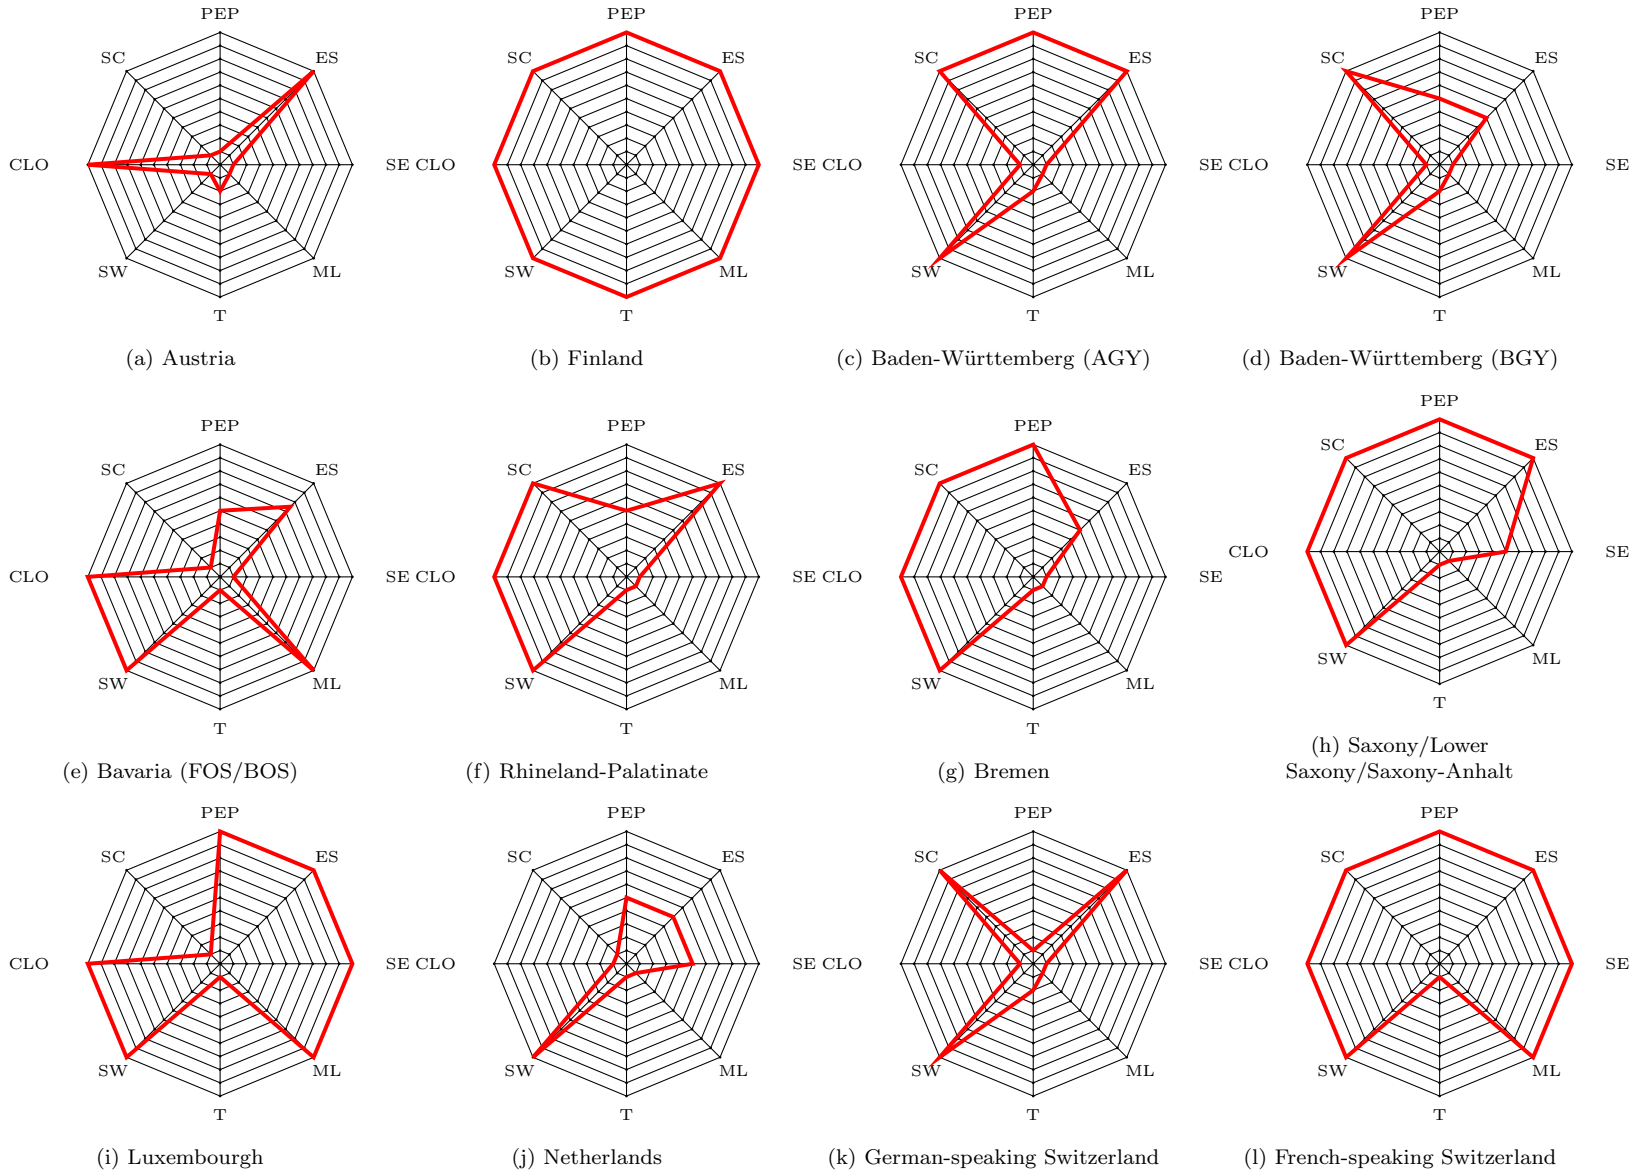 PEP
PEP
PEP
PEP
SC
ES
SC
ES
SC
ES
SC
ES
CLO
SE CLO
SE CLO
SE CLO
SE
SW
ML
SW
ML
SW
ML
SW
ML
T
T
T
T
(a) Austria
(b) Finland
(c) Baden-Württemberg (AGY)
(d) Baden-Württemberg (BGY)
PEP
PEP
PEP
PEP
SC
ES
SC
ES
SC
ES
SC
ES
CLO
SE CLO
SE CLO
SE
CLO
SE
SW
ML
SW
ML
SW
ML
SW
ML
T
T
T
T
(e) Bavaria (FOS/BOS)
(f) Rhineland-Palatinate
(g) Bremen
(h) Saxony/Lower
Saxony/Saxony-Anhalt
PEP
PEP
PEP
PEP
SC
ES
SC
ES
SC
ES
SC
ES
CLO
SE CLO
SE CLO
SE CLO
SE
SW
ML
SW
ML
SW
ML
SW
ML
T
T
T
T
(i) Luxembourgh
(j) Netherlands
(k) German-speaking Switzerland
(l) French-speaking Switzerland